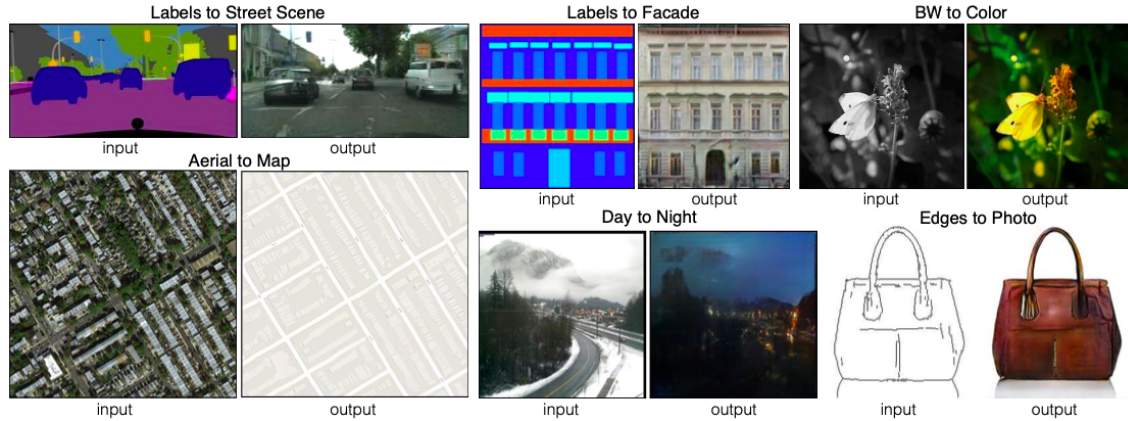 Labels to Street Scene
input
output
Aerial to Map
input
output
Labels to Facade
input
output
BW to Color
input
output
Day to Night
input
output
Edges to Photo
input
output